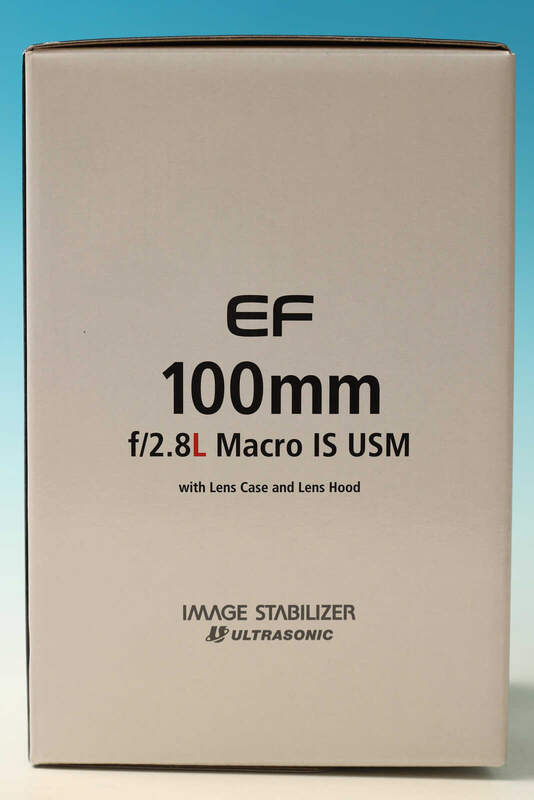 EF
100mm
f/2.8L Macro IS USM
with Lens Case and Lens Hood
IMAGE STABILIZER
ULTRASONIC